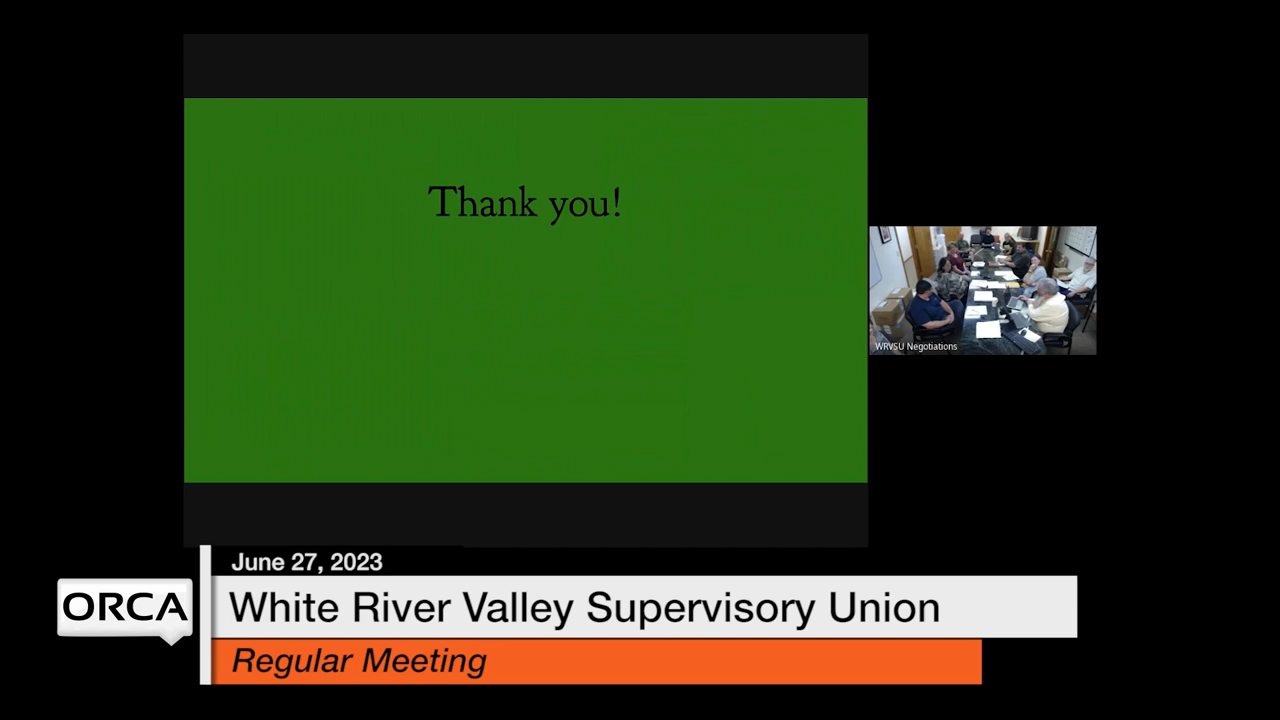 Thank you!
WRVSU Negotiations
June 27, 2023
ORCA
White River Valley Supervisory Union
Regular Meeting